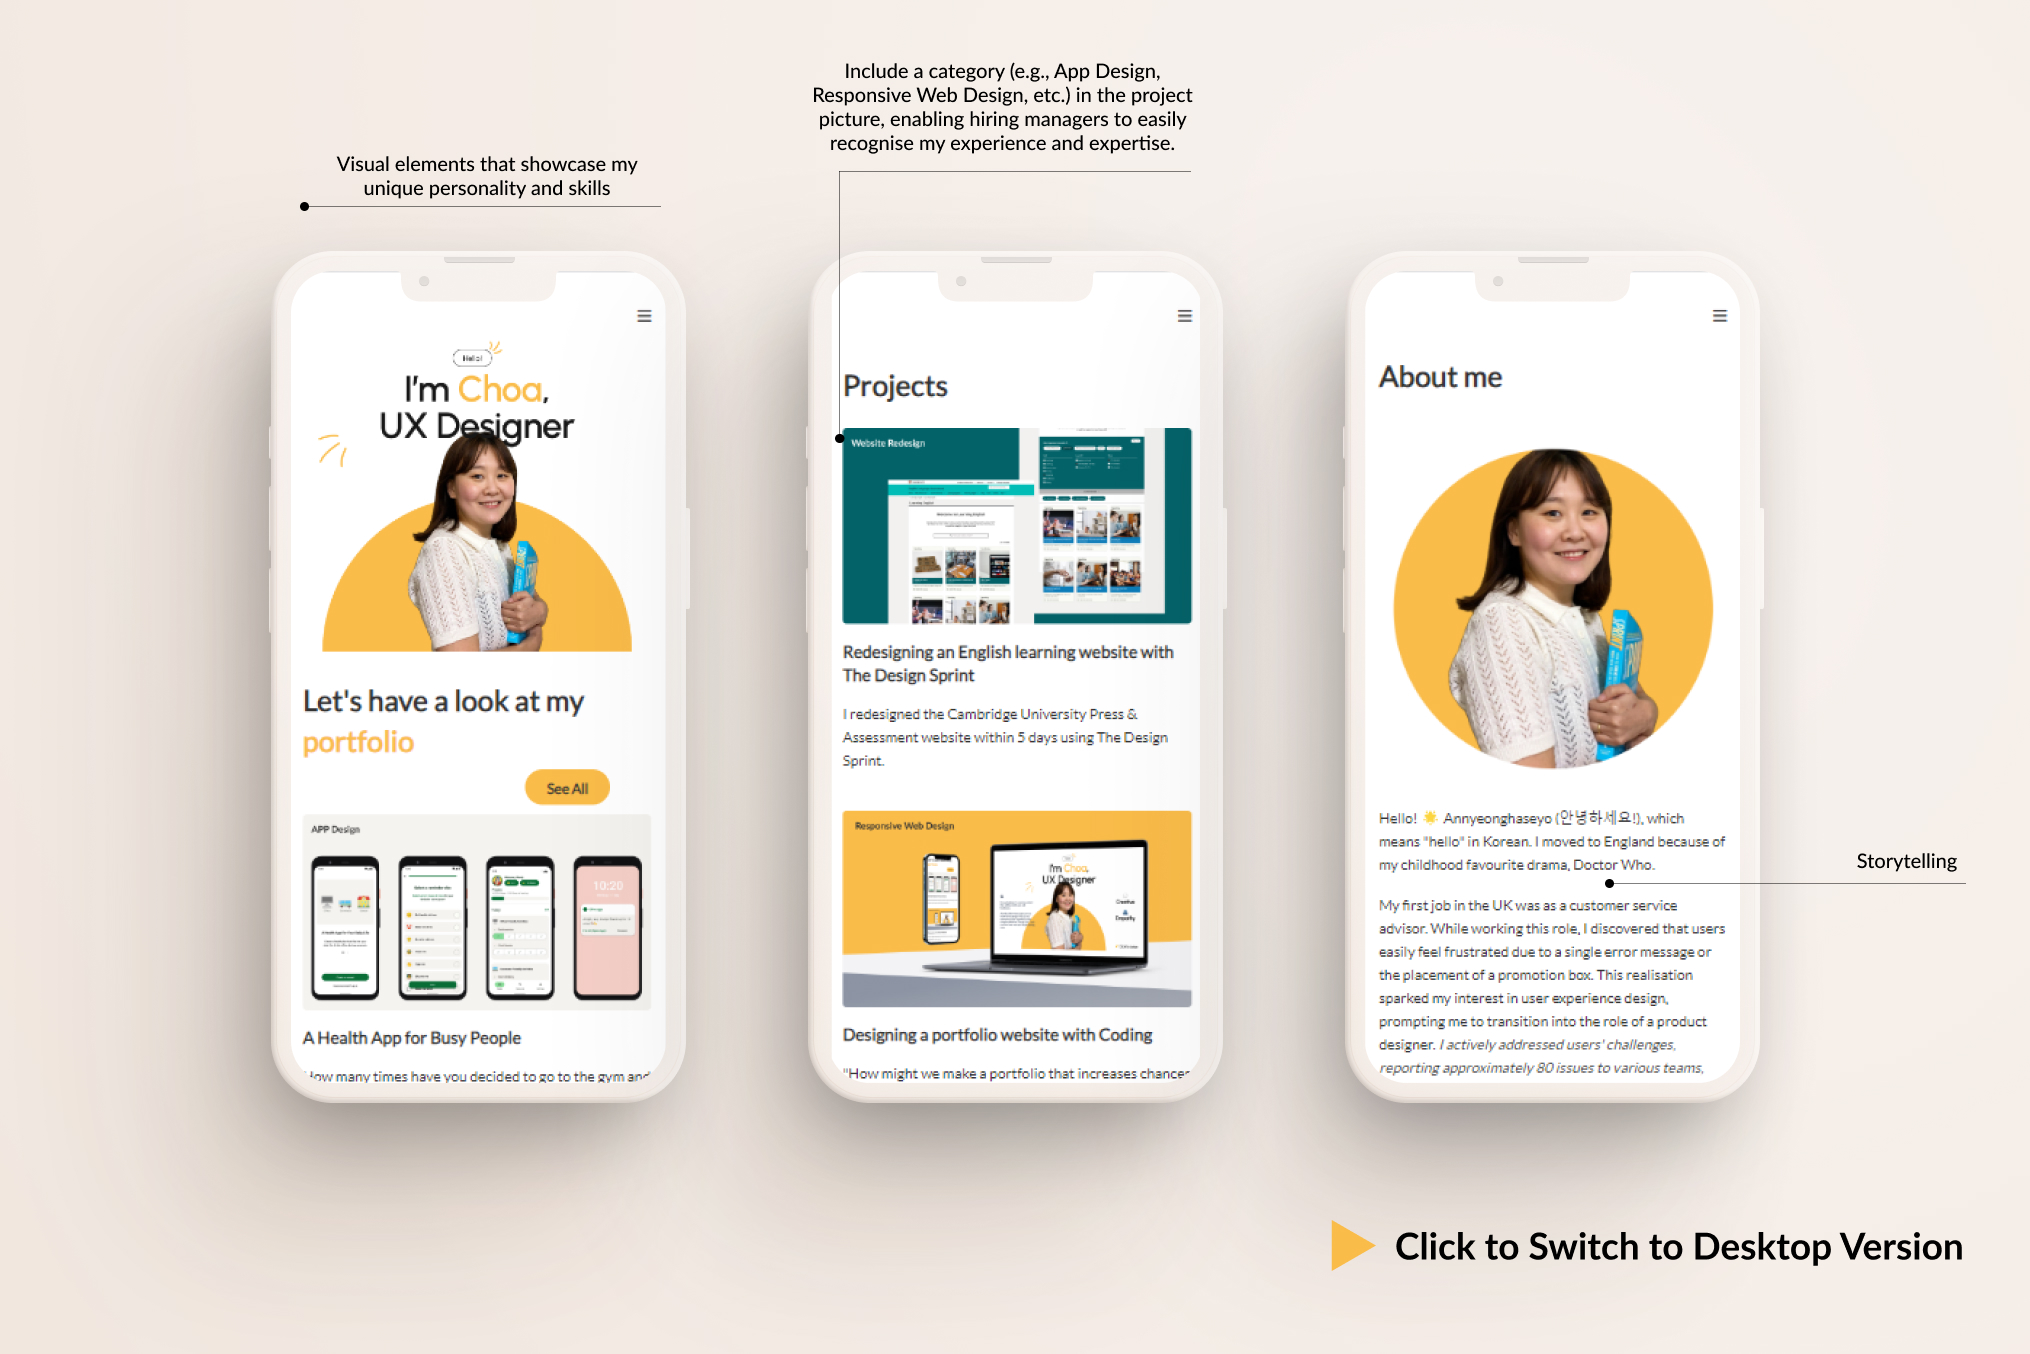 Visual elements that showcase my
unique personality and skills
Include a category (e.g., App Design,
Responsive Web Design, etc.) in the project
picture, enabling hiring managers to easily
recognise my experience and expertise.
Hello!
I'm Choa,
UX Designer
Let's have a look at my
portfolio
See All
APP Design
10:20
A Health App for Busy People
"How many times have you decided to go to the gym and
Projects
Website Redesign
Redesigning an English learning website with
The Design Sprint
I redesigned the Cambridge University Press &
Assessment website within 5 days using The Design
Sprint.
Responsive Web Design
I'm Choa,
UX Designer
Creative
Empathy
Designing a portfolio website with Coding
"How might we make a portfolio that increases chances
About me
SPRINT
Hello! 🌟 Annyeonghaseyo (안녕하세요!), which
means "hello" in Korean. I moved to England because of
my childhood favourite drama, Doctor Who.
Storytelling
My first job in the UK was as a customer service
advisor. While working this role, I discovered that users
easily feel frustrated due to a single error message or
the placement of a promotion box. This realisation
sparked my interest in user experience design,
prompting me to transition into the role of a product
designer. I actively addressed users' challenges,
reporting approximately 80 issues to various teams,
Click to Switch to Desktop Version